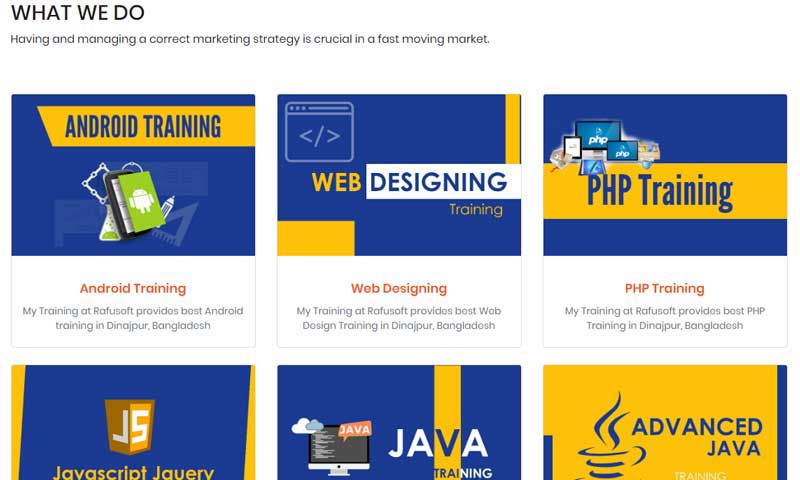 WHAT WE DO
Having and managing a correct marketing strategy is crucial in a fast moving market.
ANDROID TRAINING
</>
WEB DESIGNING
Training
php
php
PHP Training
Android Training
My Training at Rafusoft provides best Android
training in Dinajpur, Bangladesh
Web Designing
My Training at Rafusoft provides best Web
Design Training in Dinajpur, Bangladesh
PHP Training
My Training at Rafusoft provides best PHP
Training in Dinajpur, Bangladesh
JS
Javascript Jquery
JAVA
JAVA
TRAINING
ADVANCED
JAVA
TRAINING